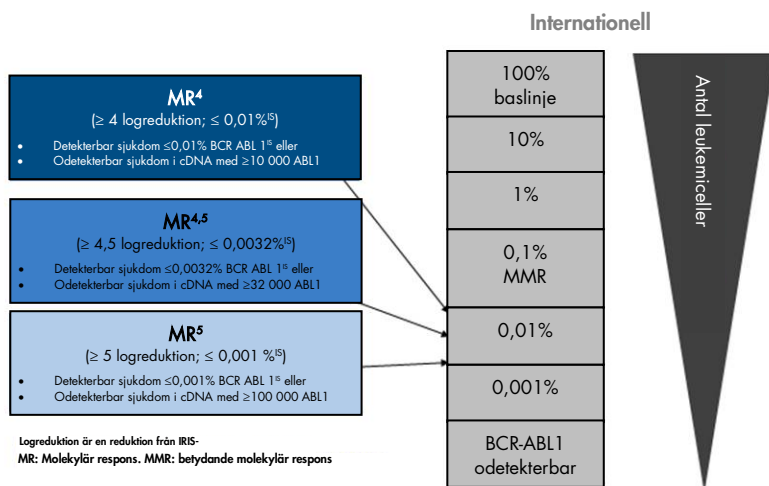 Internationell
MR⁴
(≥ 4 logreduktion; ≤ 0,01%ᴵˢ)
• Detekterbar sjukdom ≤0,01% BCR ABL 1ᴵˢ eller
• Odetekterbar sjukdom i cDNA med ≥10 000 ABL1
MR⁴,⁵
(≥ 4,5 logreduktion; ≤ 0,0032%ᴵˢ)
• Detekterbar sjukdom ≤0,0032% BCR ABL 1ᴵˢ eller
• Odetekterbar sjukdom i cDNA med ≥32 000 ABL1
MR⁵
(≥ 5 logreduktion; ≤ 0,001 %ᴵˢ)
• Detekterbar sjukdom ≤0,001% BCR ABL 1ᴵˢ eller
• Odetekterbar sjukdom i cDNA med ≥100 000 ABL1
Logreduktion är en reduktion från IRIS-
MR: Molekylär respons. MMR: betydande molekylär respons
100%
baslinje
10%
1%
0,1%
MMR
0,01%
0,001%
BCR-ABL1
odetekterbar
Antal leukemiceller